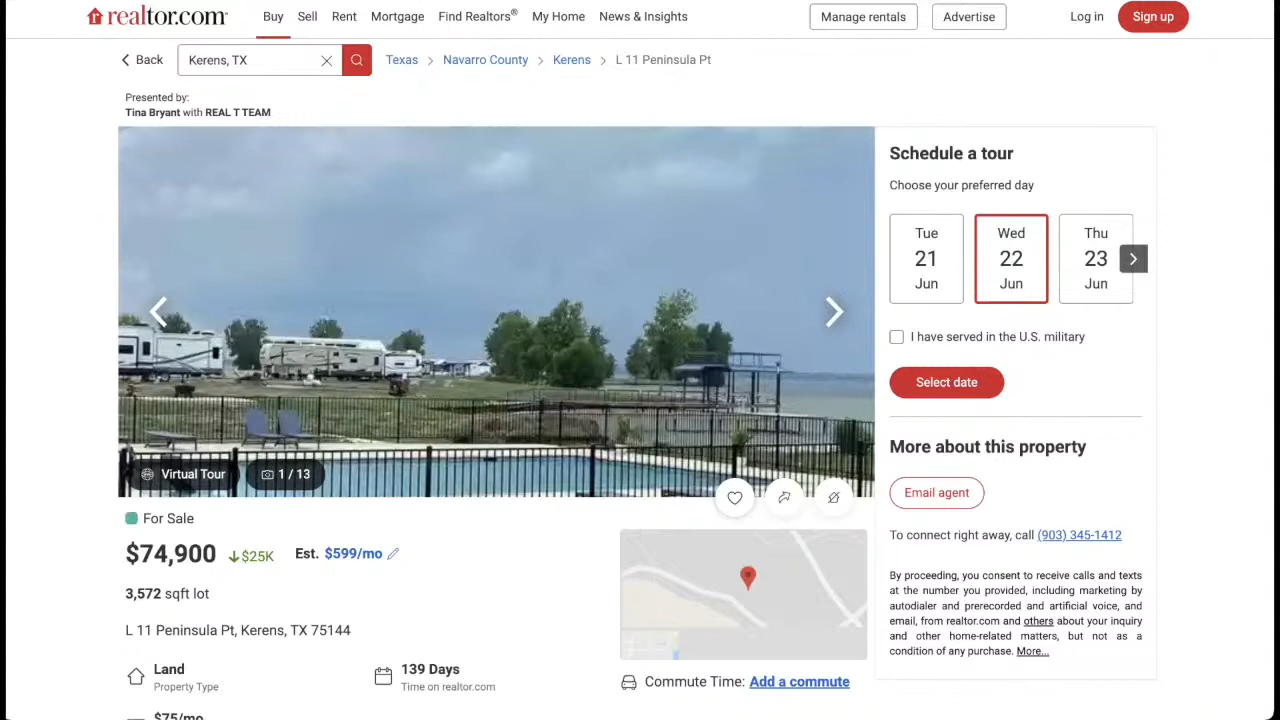 realtor.com
Buy Sell Rent Mortgage Find Realtors® My Home News & Insights Manage rentals Advertise Log in Sign up
Back Kerens, TX Texas > Navarro County > Kerens > L 11 Peninsula Pt
Presented by:
Tina Bryant with REAL T TEAM
Virtual Tour 1 / 13
For Sale
$74,900 $25K Est. $599/mo
3,572 sqft lot
L 11 Peninsula Pt, Kerens, TX 75144
Land
Property Type
139 Days
Time on realtor.com
$75/mo
Commute Time: Add a commute
Schedule a tour
Choose your preferred day
Tue Wed Thu
21 22 23
Jun Jun Jun
I have served in the U.S. military
Select date
More about this property
Email agent
To connect right away, call (903) 345-1412
By proceeding, you consent to receive calls and texts
at the number you provided, including marketing by
autodialer and prerecorded and artificial voice, and
email, from realtor.com and others about your inquiry
and other home-related matters, but not as a
condition of any purchase. More...